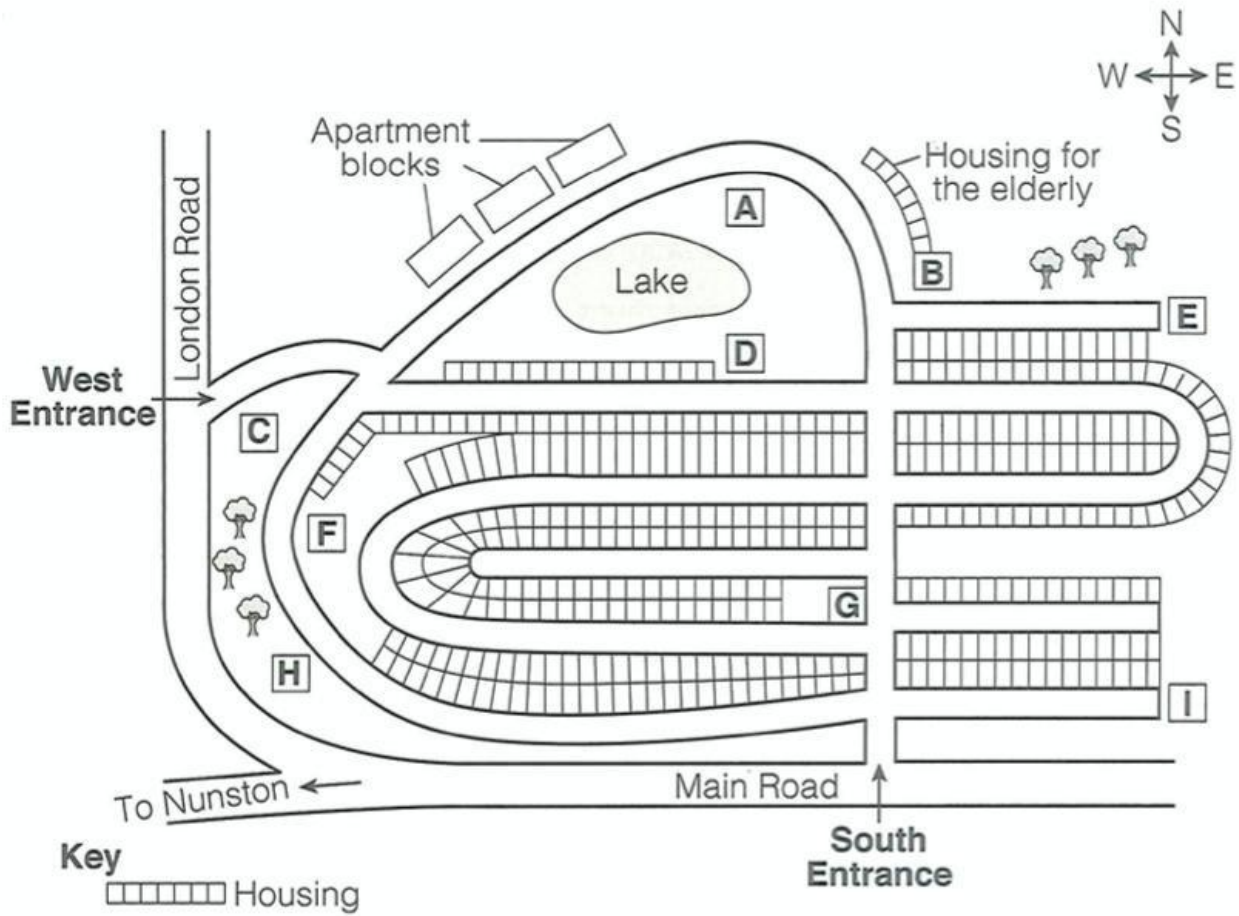 N
W E
S
Apartment
blocks
Housing for
the elderly
London Road
A
Lake
B
E
D
West
Entrance
C
F
G
H
I
Main Road
To Nunston
South
Entrance
Key
Housing